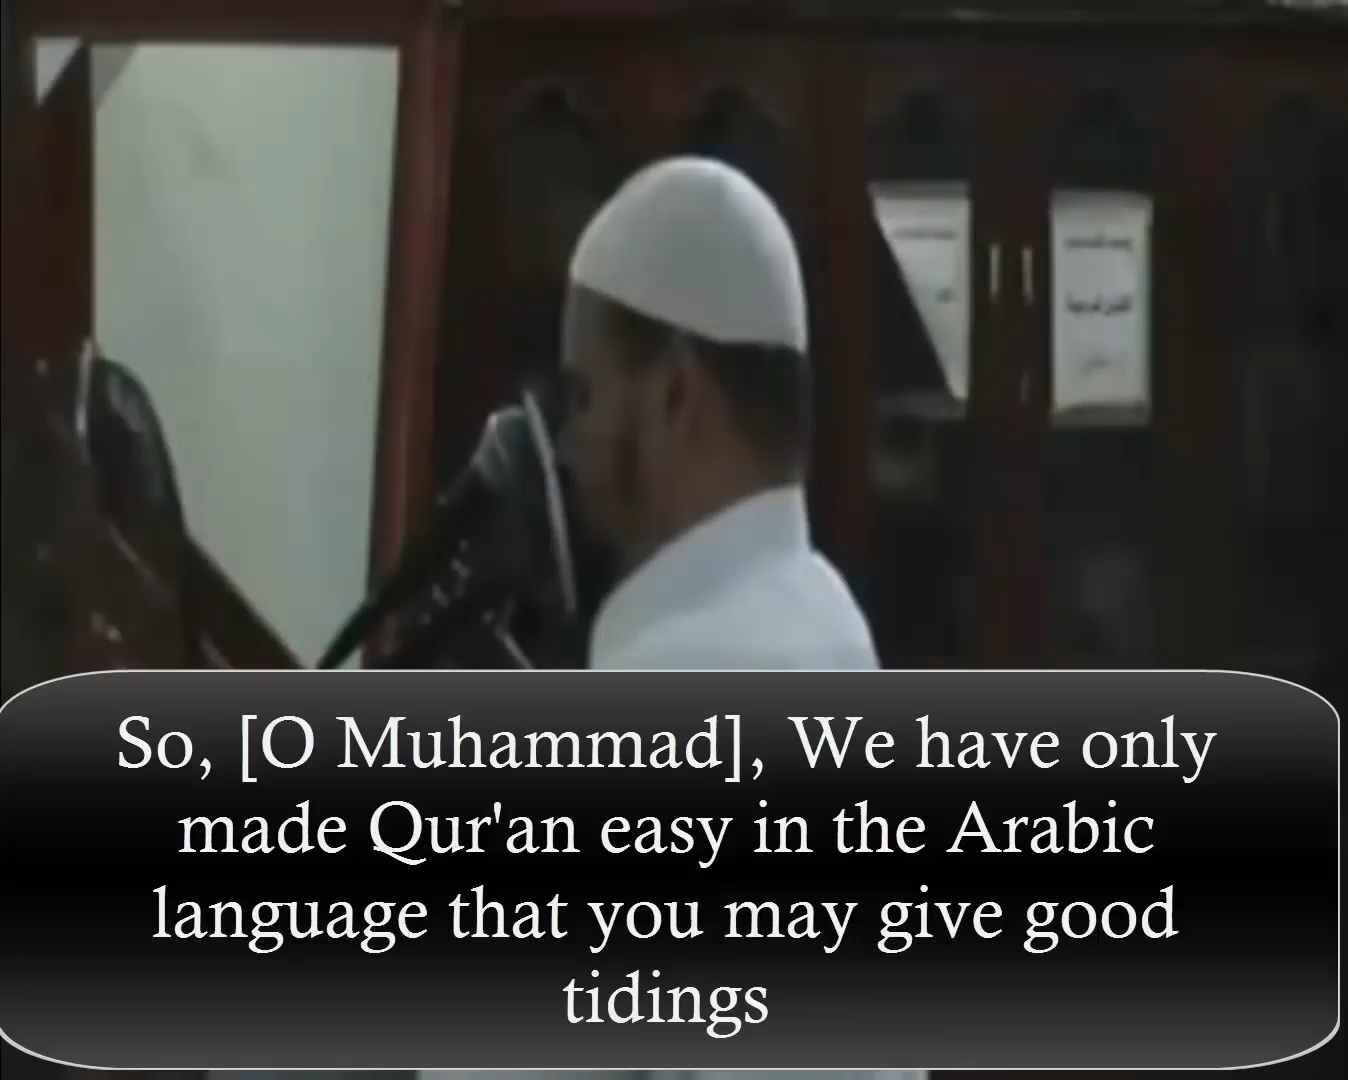 So, [O Muhammad], We have only
made Qur'an easy in the Arabic
language that you may give good
tidings